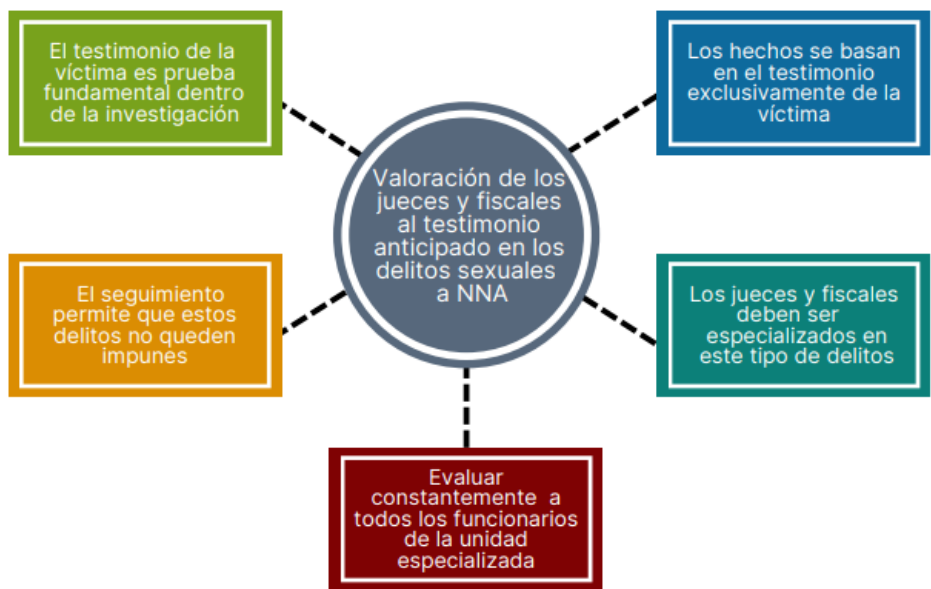 El testimonio de la
víctima es prueba
fundamental dentro
de la investigación
Los hechos se basan
en el testimonio
exclusivamente de la
víctima
Valoración de los
jueces y fiscales
al testimonio
anticipado en los
delitos sexuales
a NNA
El seguimiento
permite que estos
delitos no queden
impunes
Los jueces y fiscales
deben ser
especializados en
este tipo de delitos
Evaluar
constantemente a
todos los funcionarios
de la unidad
especializada